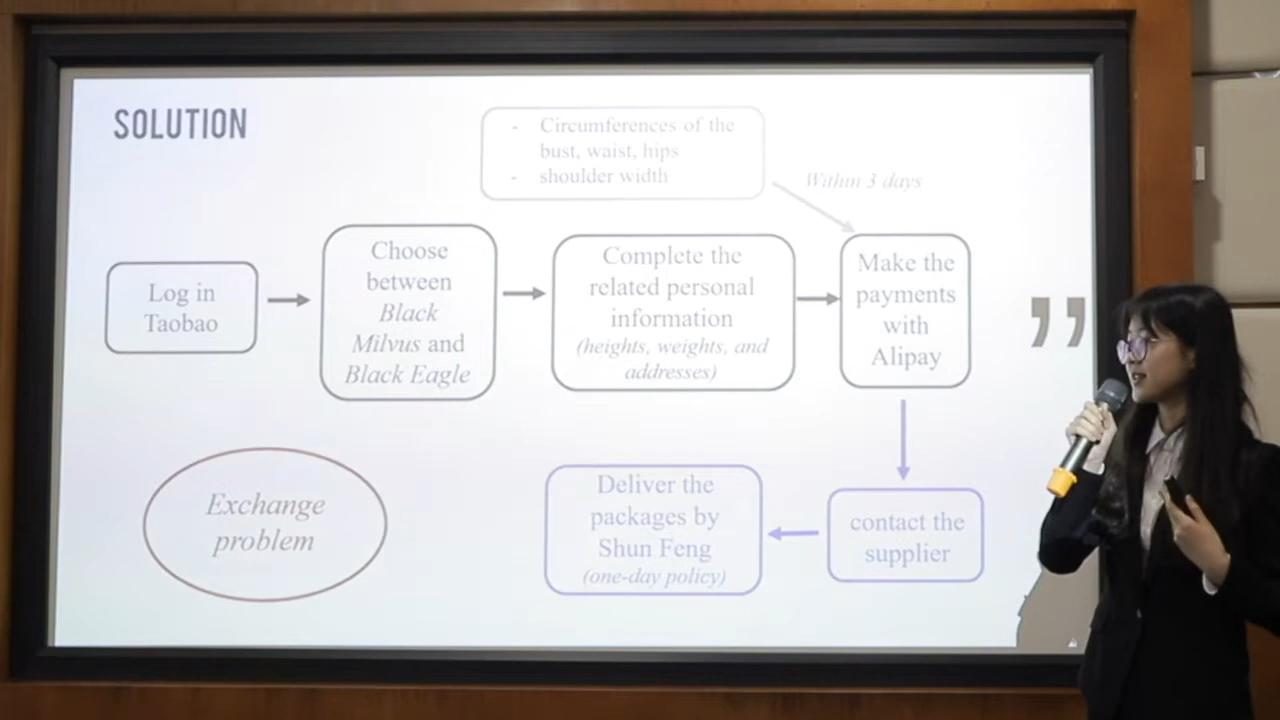 SOLUTION
- Circumferences of the
bust, waist, hips
- shoulder width
Within 3 days
Log in
Taobao
Choose
between
Black
Milvus and
Black Eagle
Complete the
related personal
information
(heights, weights, and
addresses)
Make the
payments
with
Alipay
”
Exchange
problem
Deliver the
packages by
Shun Feng
(one-day policy)
contact the
supplier